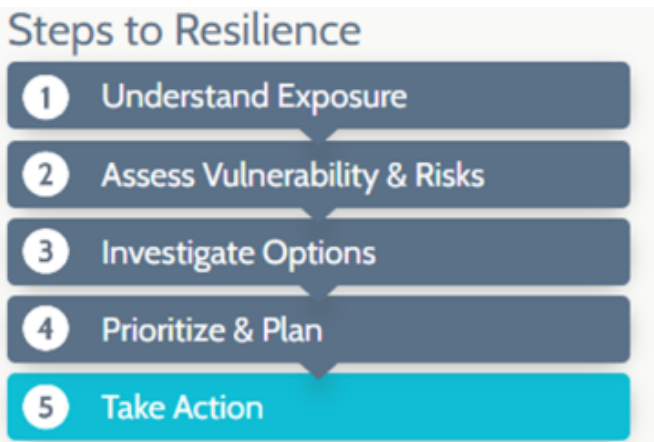 Steps to Resilience
1 Understand Exposure
2 Assess Vulnerability & Risks
3 Investigate Options
4 Prioritize & Plan
5 Take Action